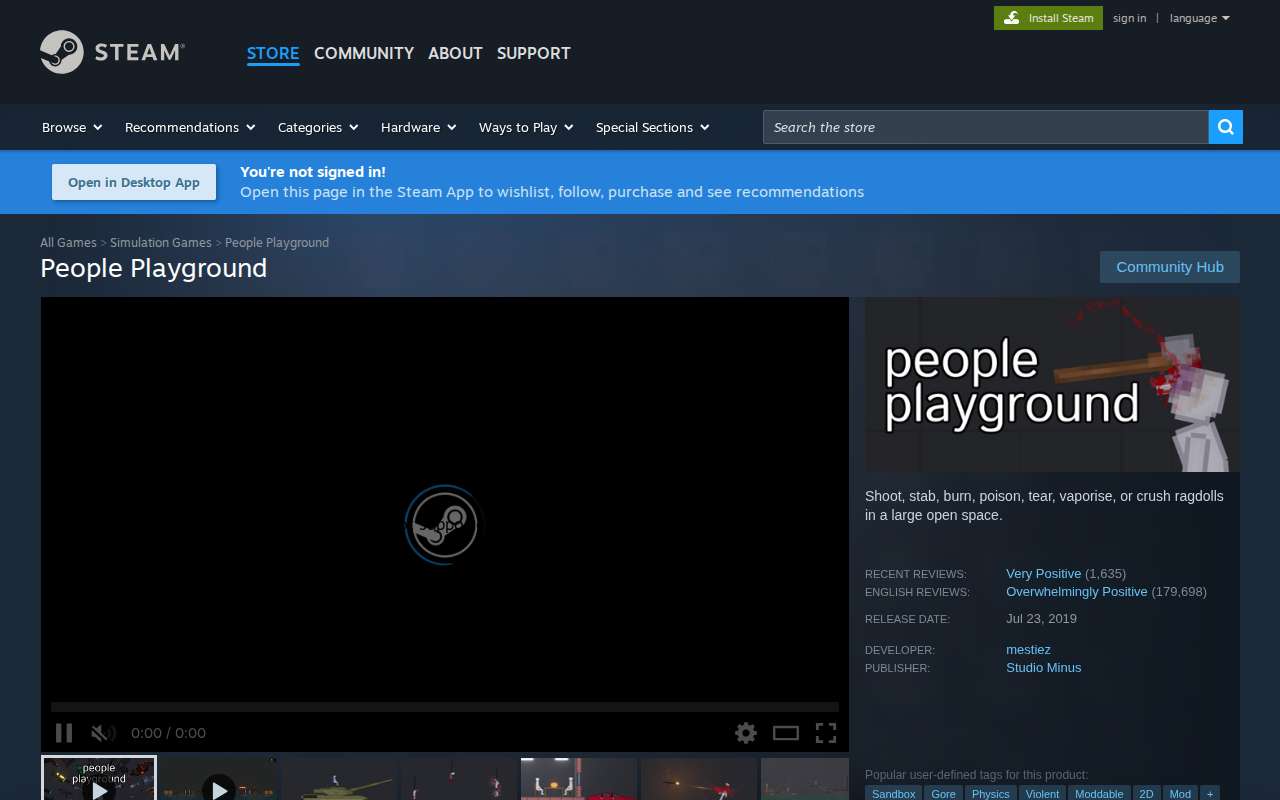 Install Steam
sign in | language
STEAM®
STORE COMMUNITY ABOUT SUPPORT
Browse Recommendations Categories Hardware Ways to Play Special Sections
Search the store
Open in Desktop App
You're not signed in!
Open this page in the Steam App to wishlist, follow, purchase and see recommendations
All Games > Simulation Games > People Playground
People Playground
Community Hub
people
playground
Shoot, stab, burn, poison, tear, vaporise, or crush ragdolls
in a large open space.
RECENT REVIEWS: Very Positive (1,635)
ENGLISH REVIEWS: Overwhelmingly Positive (179,698)
RELEASE DATE: Jul 23, 2019
DEVELOPER: mestiez
PUBLISHER: Studio Minus
0:00 / 0:00
people
playground
Popular user-defined tags for this product:
Sandbox Gore Physics Violent Moddable 2D Mod +